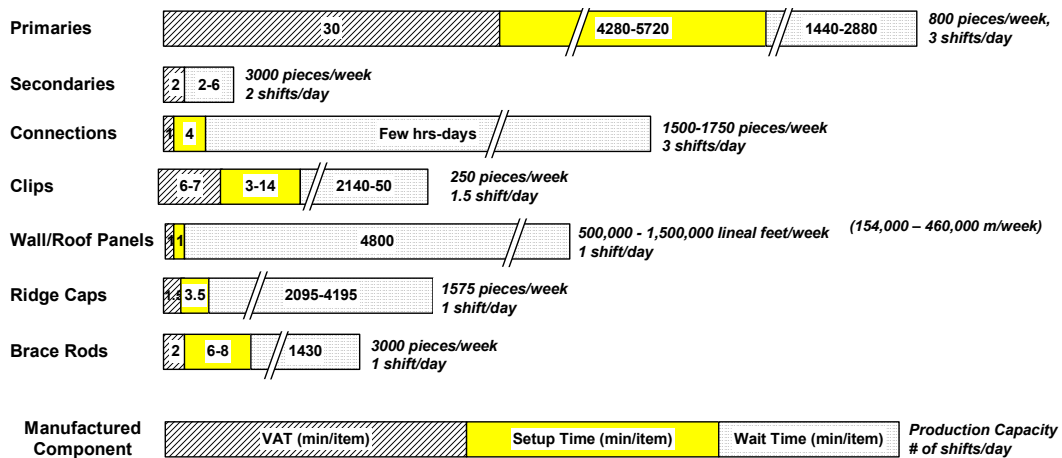 Primaries
30
4280-5720
1440-2880
800 pieces/week,
3 shifts/day
Secondaries
2
2-6
3000 pieces/week
2 shifts/day
Connections
1
4
Few hrs-days
1500-1750 pieces/week
3 shifts/day
Clips
6-7
3-14
2140-50
250 pieces/week
1.5 shift/day
Wall/Roof Panels
1
1
4800
500,000 - 1,500,000 lineal feet/week
1 shift/day
(154,000 – 460,000 m/week)
Ridge Caps
1.5
3.5
2095-4195
1575 pieces/week
1 shift/day
Brace Rods
2
6-8
1430
3000 pieces/week
1 shift/day
Manufactured
Component
VAT (min/item)
Setup Time (min/item)
Wait Time (min/item)
Production Capacity
# of shifts/day